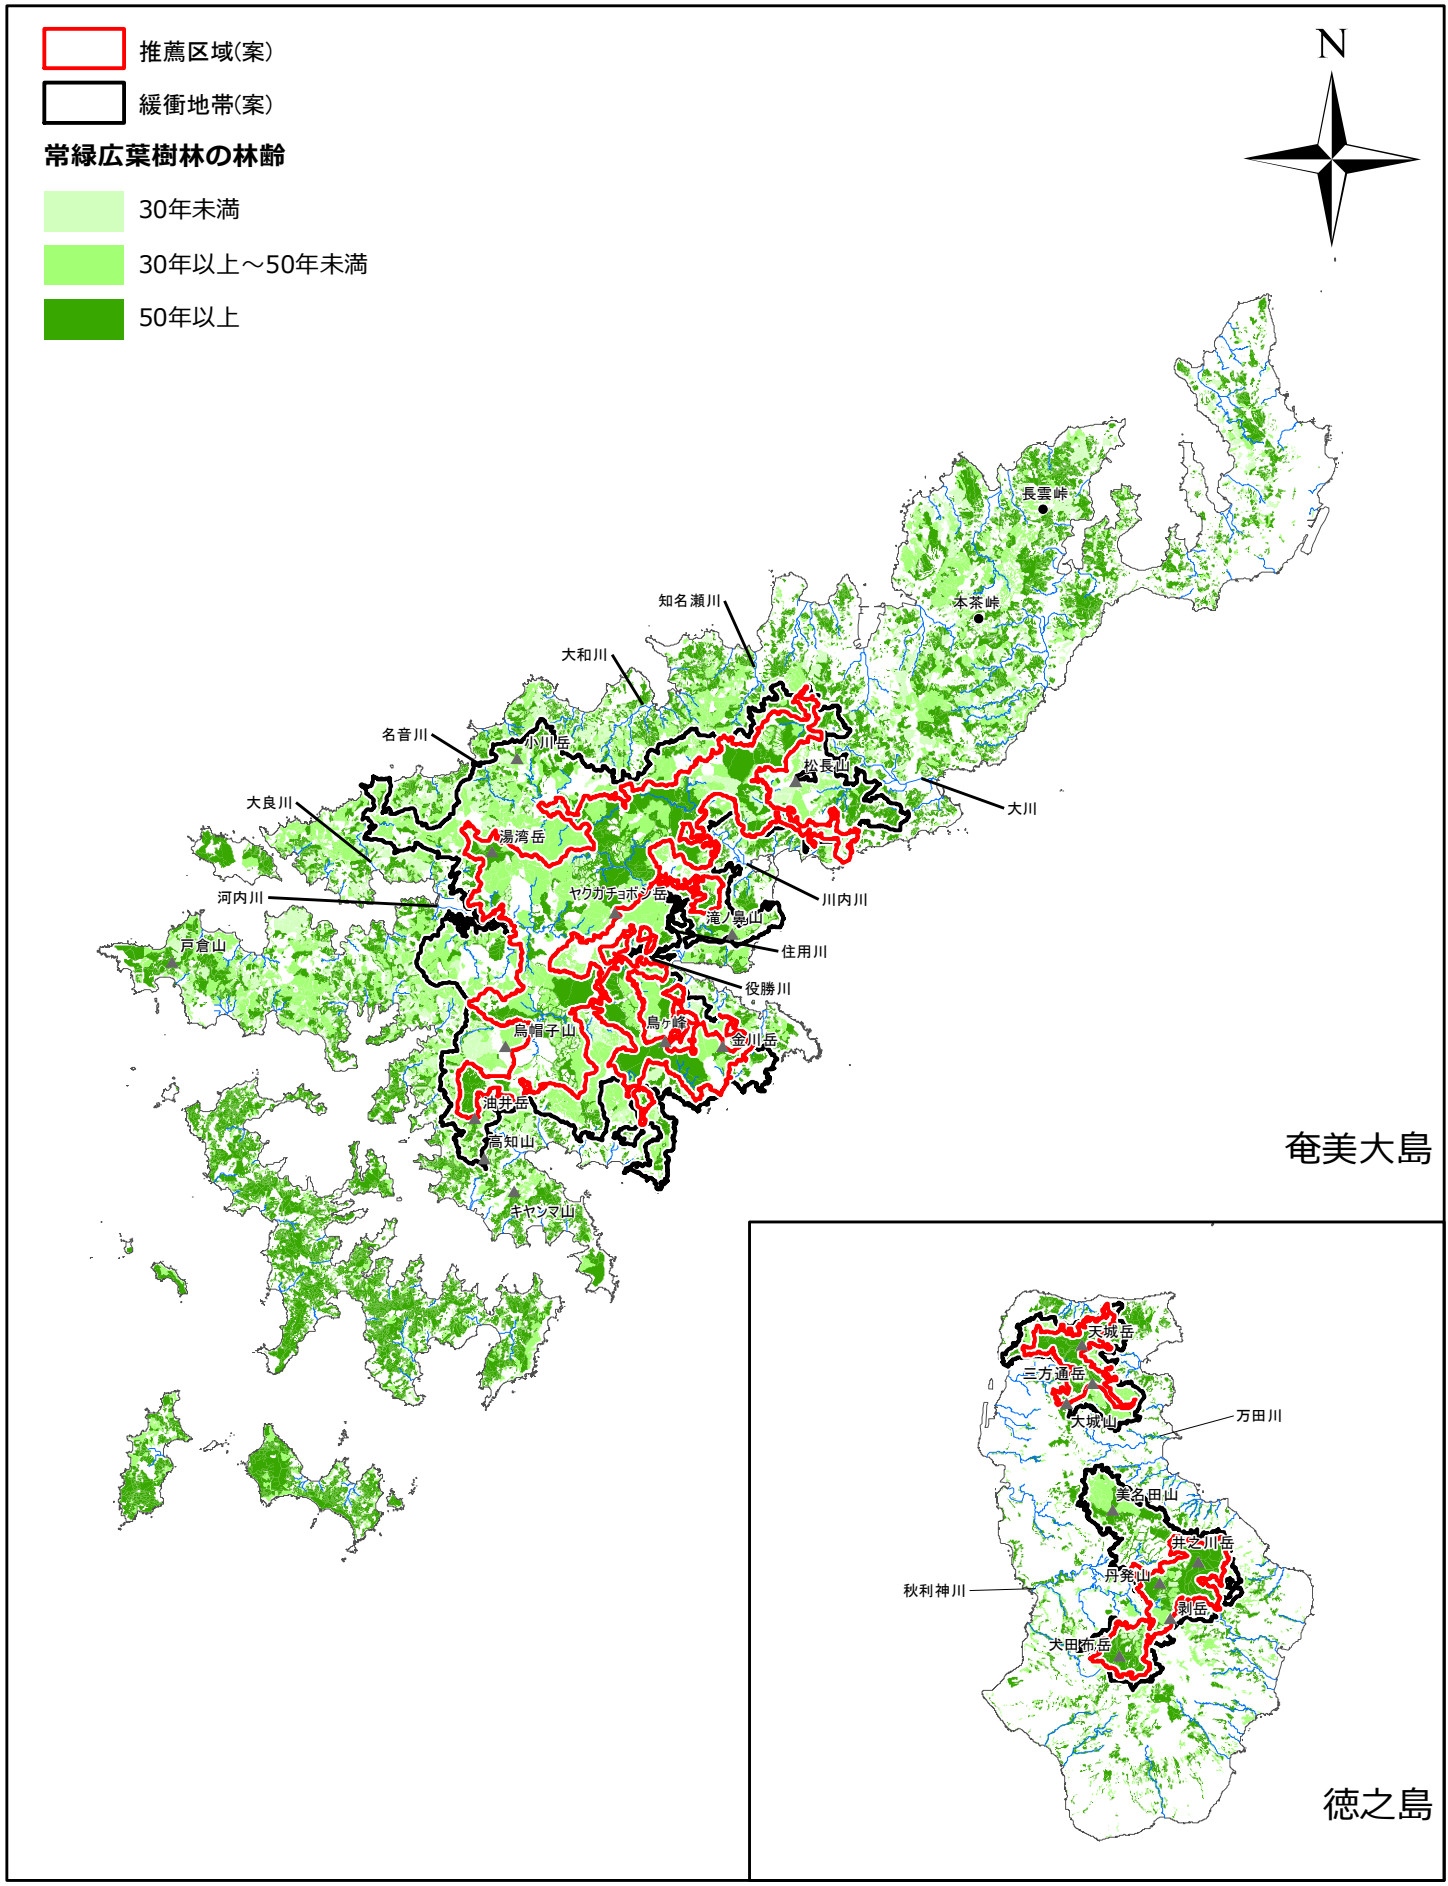 推薦区域(案)
緩衝地帯(案)
常緑広葉樹林の林齢
30年未満
30年以上～50年未満
50年以上
N
長雲峠
本茶峠
知名瀬川
大和川
名音川
小川岳
松長山
大良川
大川
湯湾岳
河内川
ヤクガチョボシ岳
川内川
滝ノ鼻山
戸倉山
住用川
役勝川
烏帽子山
鳥ヶ峰
金川岳
油井岳
高知山
キャンマ山
奄美大島
天城岳
三方通岳
大城山
万田川
美名田山
井之川岳
丹発山
秋利神川
剥岳
犬田布岳
徳之島